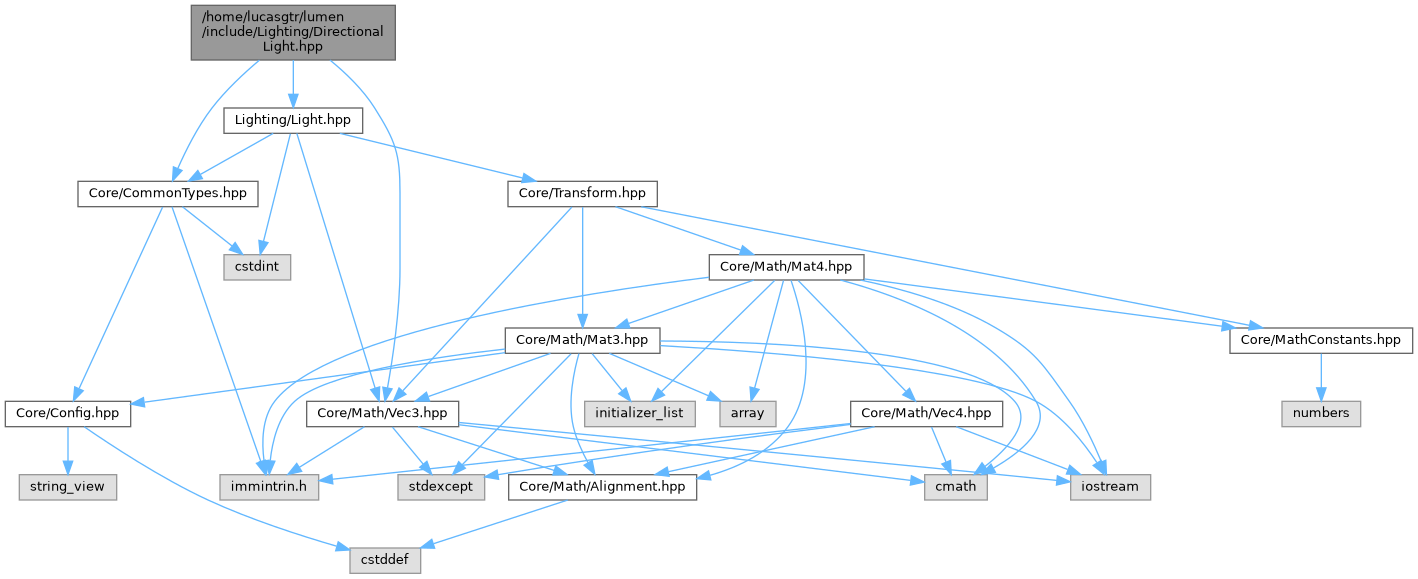 /home/lucasgtr/lumen
/include/Lighting/Directional
Light.hpp
Lighting/Light.hpp
Core/CommonTypes.hpp
Core/Transform.hpp
cstdint
Core/Math/Mat4.hpp
Core/Math/Mat3.hpp
Core/MathConstants.hpp
Core/Config.hpp
Core/Math/Vec3.hpp
initializer_list
array
Core/Math/Vec4.hpp
numbers
string_view
immintrin.h
stdexcept
Core/Math/Alignment.hpp
cmath
iostream
cstddef